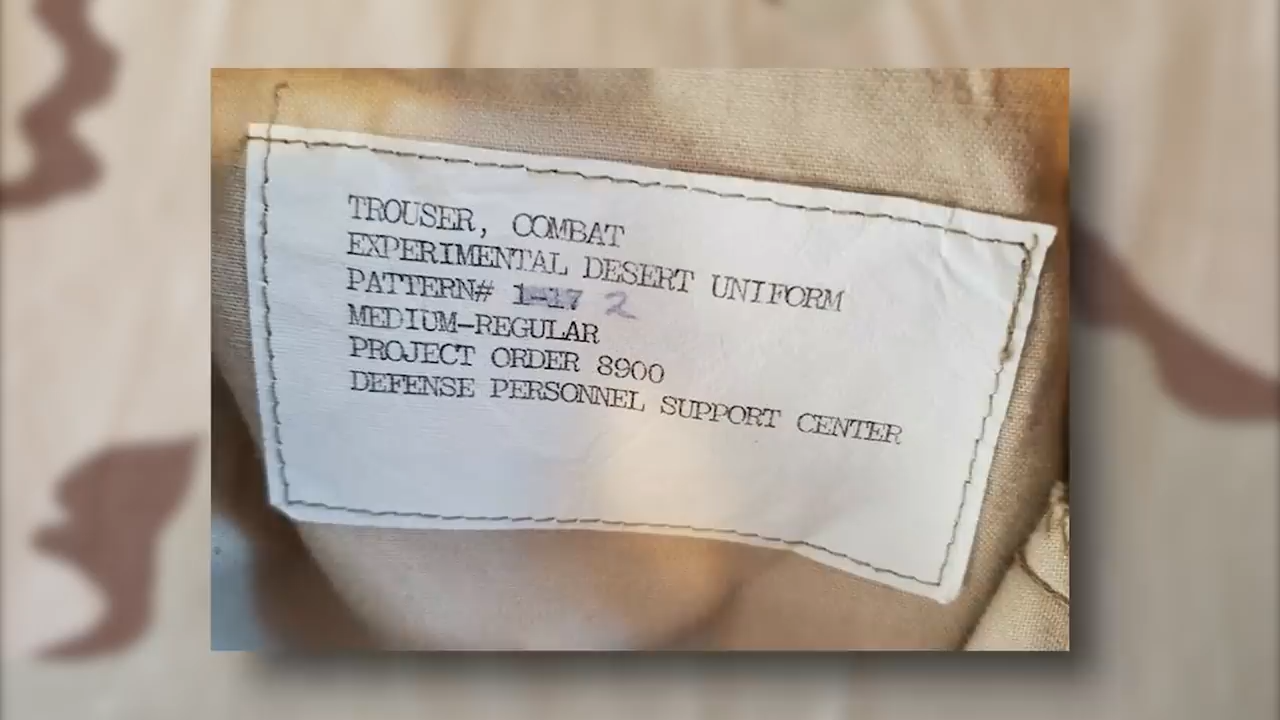 TROUSER, COMBAT
EXPERIMENTAL DESERT UNIFORM
PATTERN# 1-17 2
MEDIUM-REGULAR
PROJECT ORDER 8900
DEFENSE PERSONNEL SUPPORT CENTER